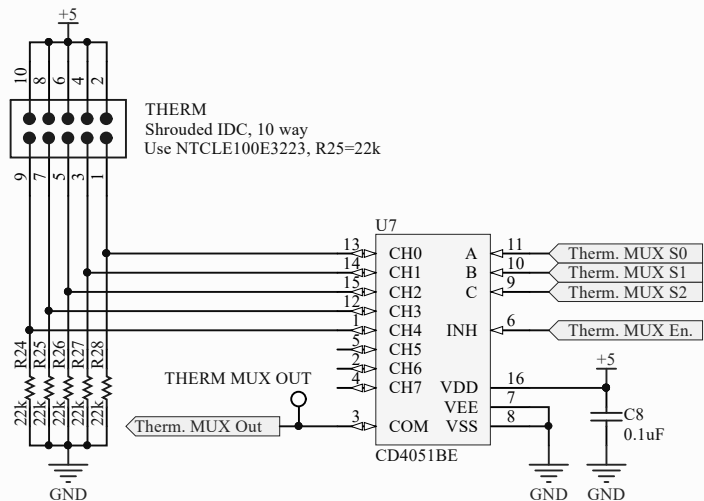 +5
10
8
6
4
2
THERM
Shrouded IDC, 10 way
Use NTCLE100E3223, R25=22k
9
7
5
3
1
U7
13 CH0 A 11 Therm. MUX S0
14 CH1 B 10 Therm. MUX S1
15 CH2 C 9 Therm. MUX S2
12 CH3
1 CH4 INH 6 Therm. MUX En.
5 CH5
2 CH6
4 CH7 VDD 16
+5
VEE 7
Therm. MUX Out 3 COM VSS 8
THERM MUX OUT
CD4051BE
C8
0.1uF
R24
R25
R26
R27
R28
22k
22k
22k
22k
22k
GND
GND
GND